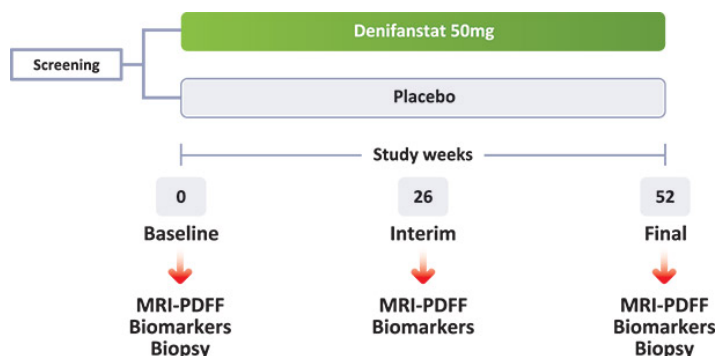 Denifanstat 50mg
Screening
Placebo
Study weeks
0
26
52
Baseline
Interim
Final
MRI-PDFF
Biomarkers
Biopsy
MRI-PDFF
Biomarkers
MRI-PDFF
Biomarkers
Biopsy